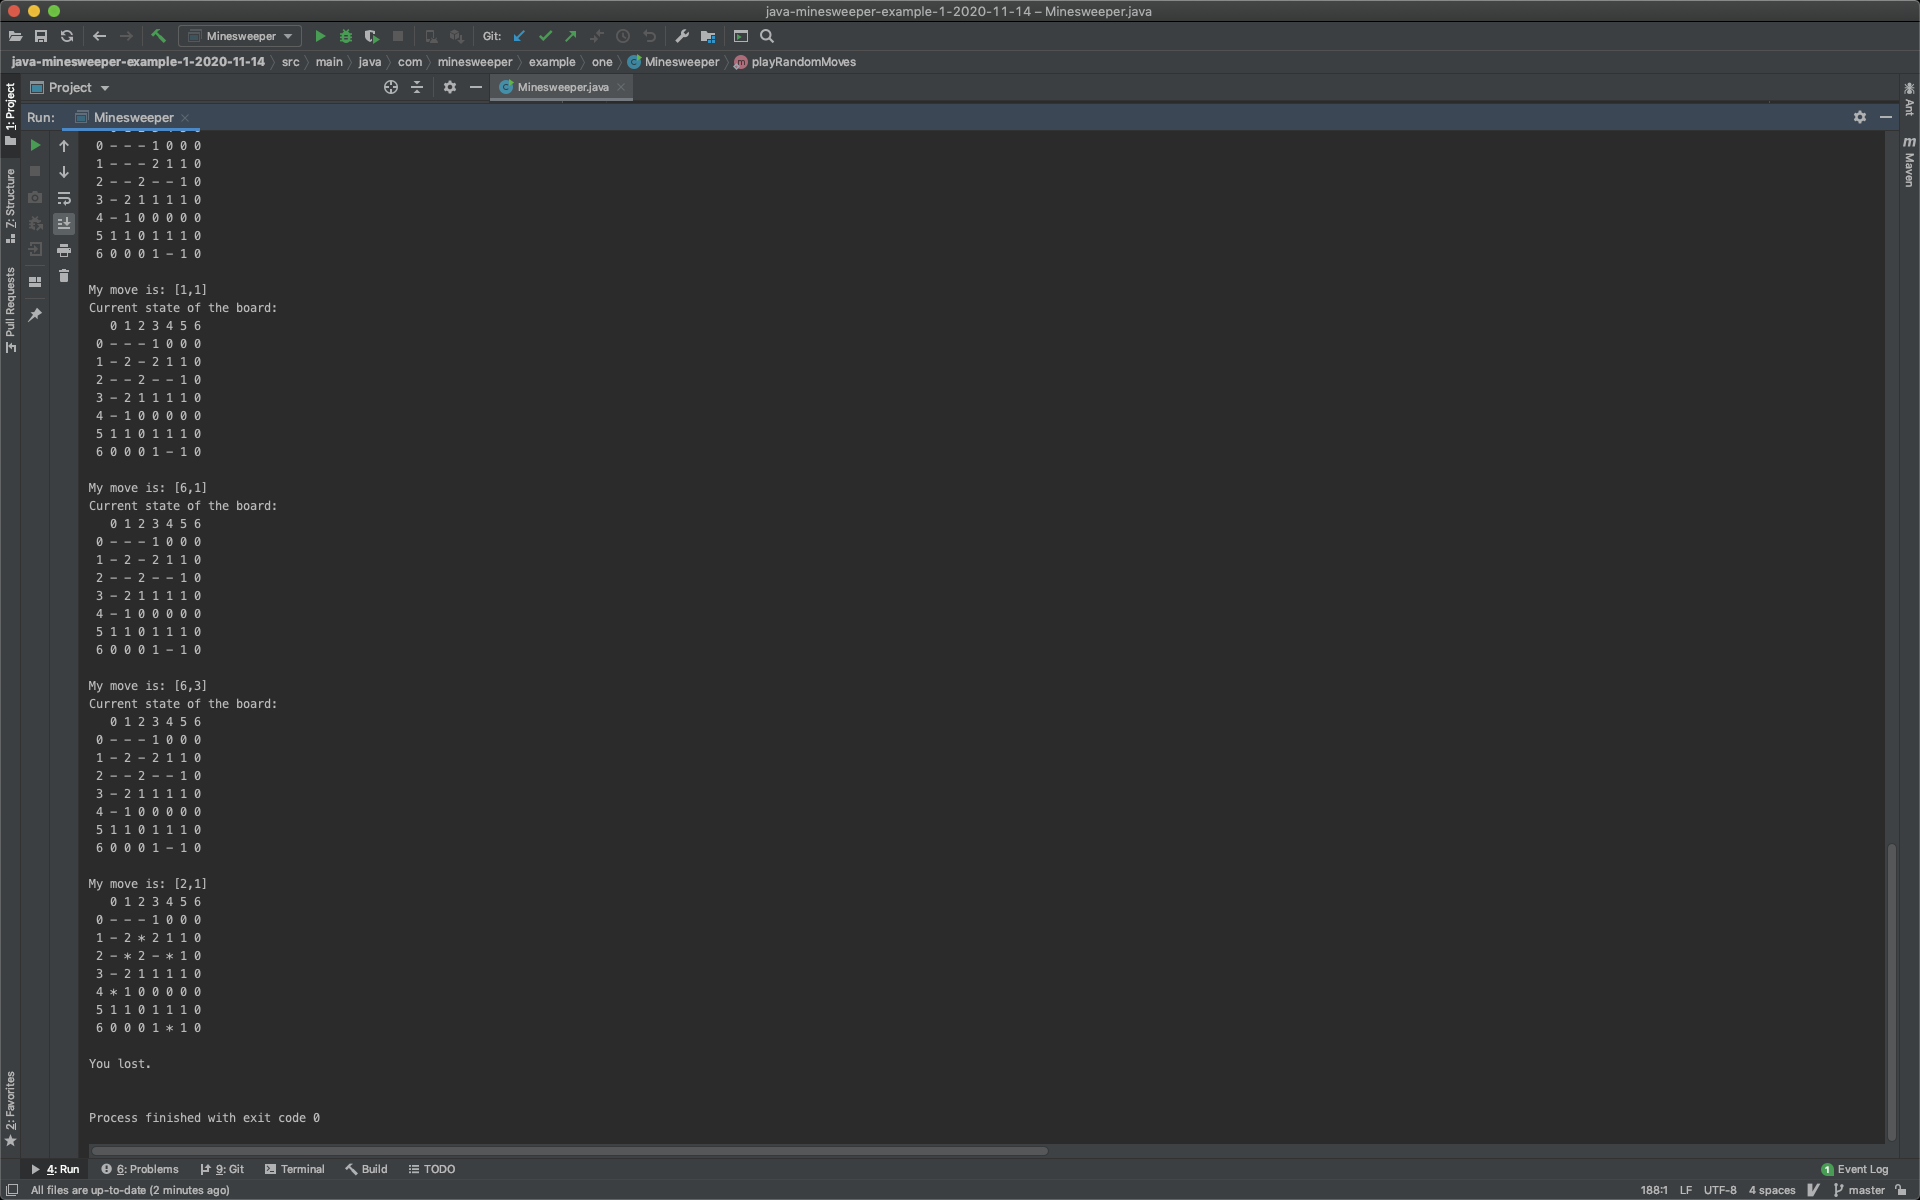 java-minesweeper-example-1-2020-11-14 – Minesweeper.java
Minesweeper
Git:
java-minesweeper-example-1-2020-11-14 src main java com minesweeper example one Minesweeper m playRandomMoves
Project
Minesweeper.java
1: Project
Z: Structure
Pull Requests
2: Favorites
Ant
m Maven
Run: Minesweeper
0 - - - 1 0 0 0
1 - - - 2 1 1 0
2 - - 2 - - 1 0
3 - 2 1 1 1 1 0
4 - 1 0 0 0 0 0
5 1 1 0 1 1 1 0
6 0 0 0 1 - 1 0
My move is: [1,1]
Current state of the board:
0 1 2 3 4 5 6
0 - - - 1 0 0 0
1 - 2 - 2 1 1 0
2 - - 2 - - 1 0
3 - 2 1 1 1 1 0
4 - 1 0 0 0 0 0
5 1 1 0 1 1 1 0
6 0 0 0 1 - 1 0
My move is: [6,1]
Current state of the board:
0 1 2 3 4 5 6
0 - - - 1 0 0 0
1 - 2 - 2 1 1 0
2 - - 2 - - 1 0
3 - 2 1 1 1 1 0
4 - 1 0 0 0 0 0
5 1 1 0 1 1 1 0
6 0 0 0 1 - 1 0
My move is: [6,3]
Current state of the board:
0 1 2 3 4 5 6
0 - - - 1 0 0 0
1 - 2 - 2 1 1 0
2 - - 2 - - 1 0
3 - 2 1 1 1 1 0
4 - 1 0 0 0 0 0
5 1 1 0 1 1 1 0
6 0 0 0 1 - 1 0
My move is: [2,1]
0 1 2 3 4 5 6
0 - - - 1 0 0 0
1 - 2 * 2 1 1 0
2 - * 2 - * 1 0
3 - 2 1 1 1 1 0
4 * 1 0 0 0 0 0
5 1 1 0 1 1 1 0
6 0 0 0 1 * 1 0
You lost.
Process finished with exit code 0
4: Run 6: Problems 9: Git Terminal Build TODO 1 Event Log
All files are up-to-date (2 minutes ago) 188:1 LF UTF-8 4 spaces master